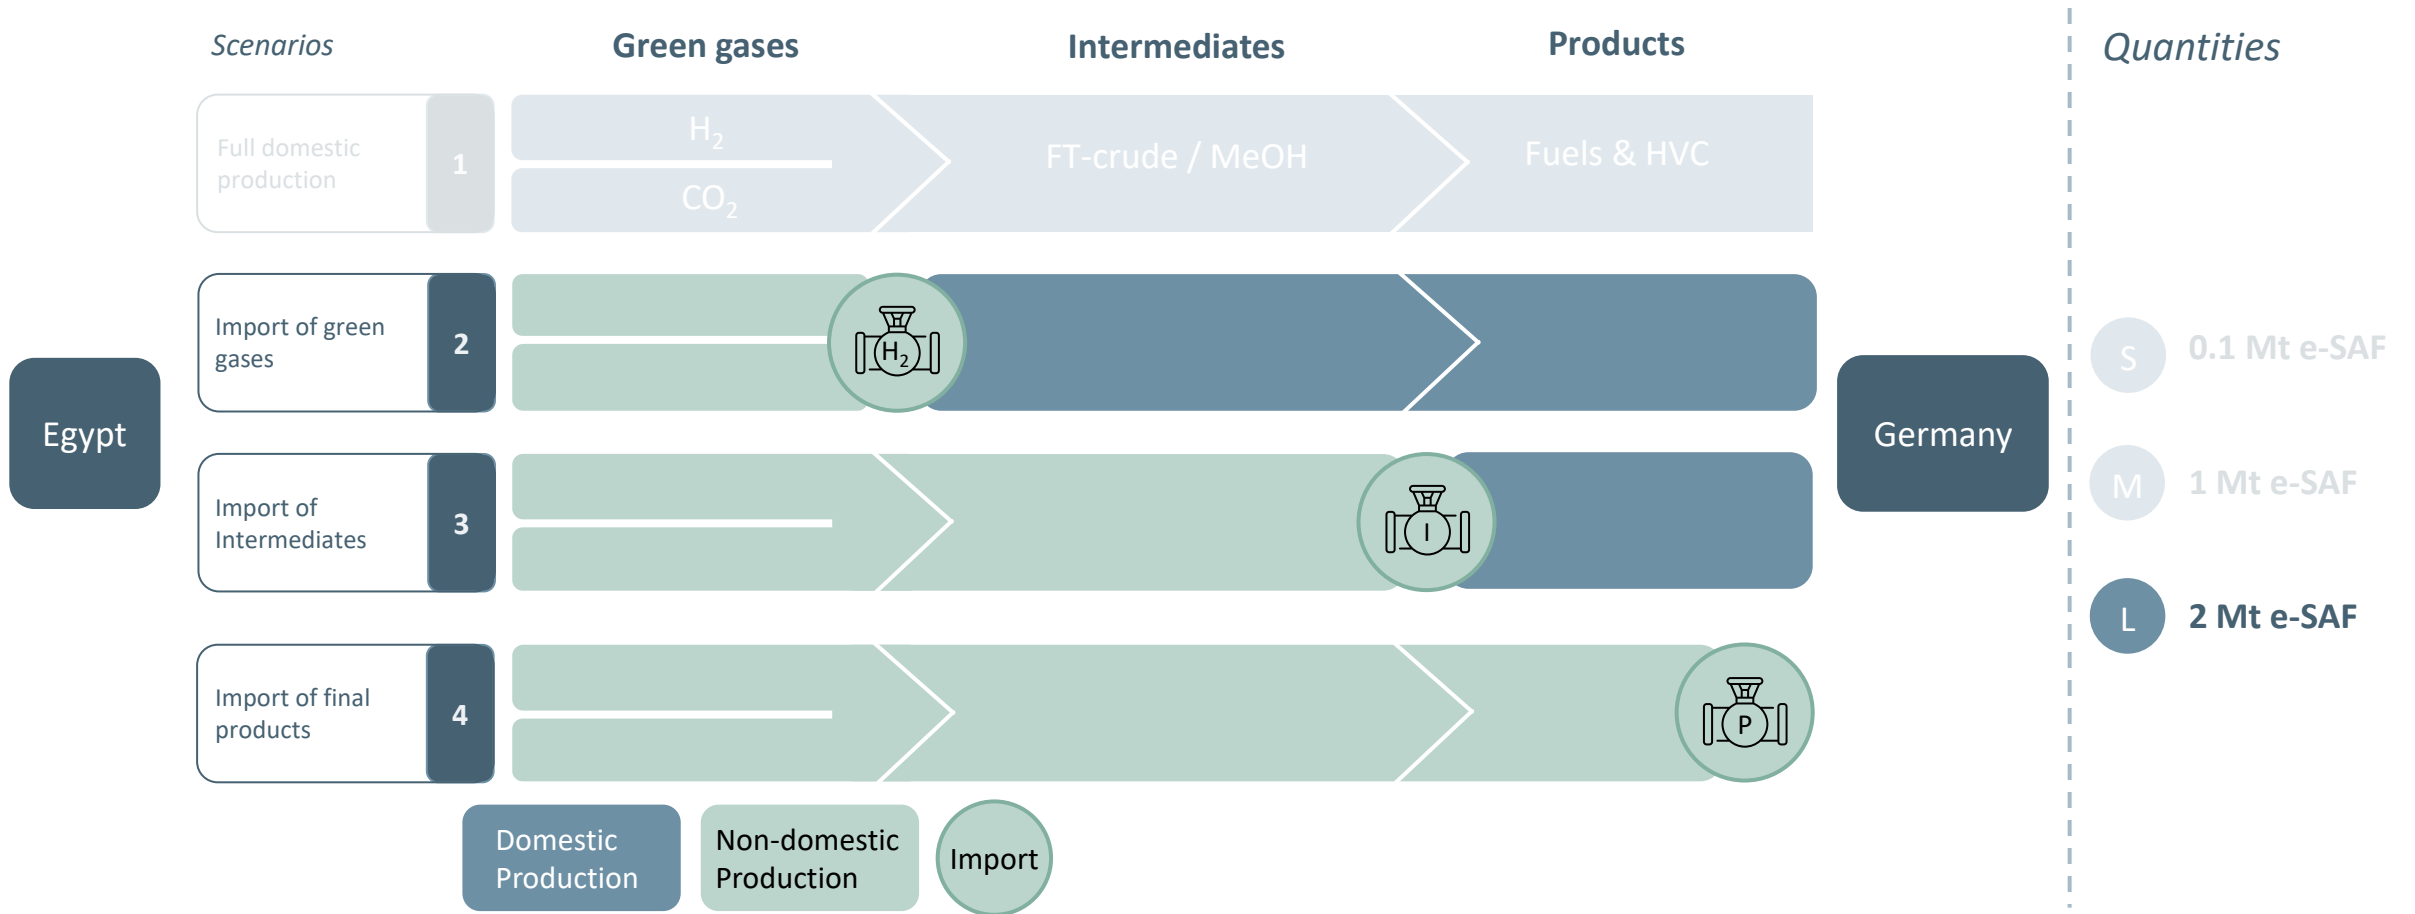 Scenarios
Green gases
Intermediates
Products
Quantities
Full domestic
production
1
H₂
CO₂
FT-crude / MeOH
Fuels & HVC
Import of green
gases
2
H₂
Egypt
Germany
Import of
Intermediates
3
I
Import of final
products
4
P
S
0.1 Mt e-SAF
M
1 Mt e-SAF
L
2 Mt e-SAF
Domestic
Production
Non-domestic
Production
Import